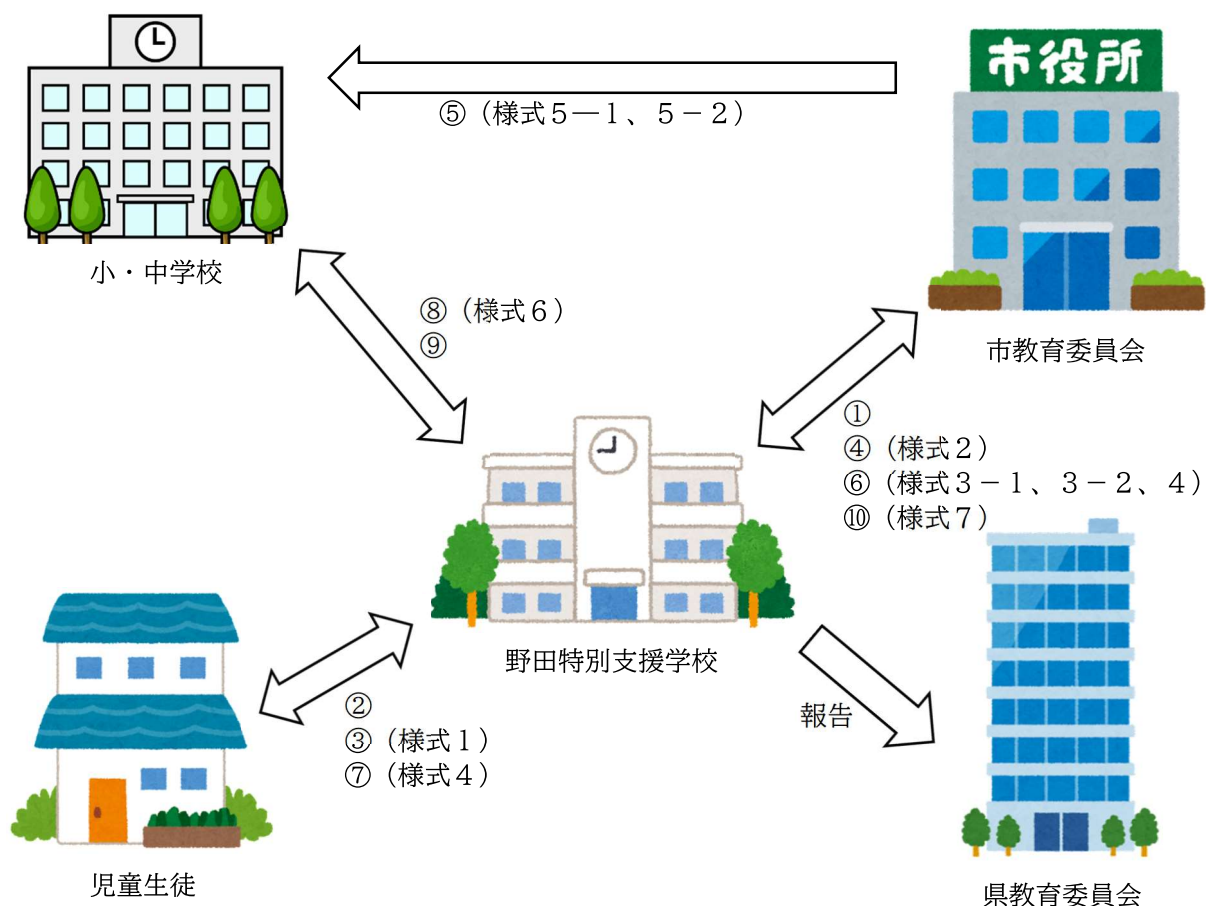 市役所
⑤（様式５―１、５－２）
小・中学校
⑧（様式６）
⑨
市教育委員会
①
④（様式２）
⑥（様式３－１、３－２、４）
⑩（様式７）
野田特別支援学校
②
③（様式１）
⑦（様式４）
報告
児童生徒
県教育委員会